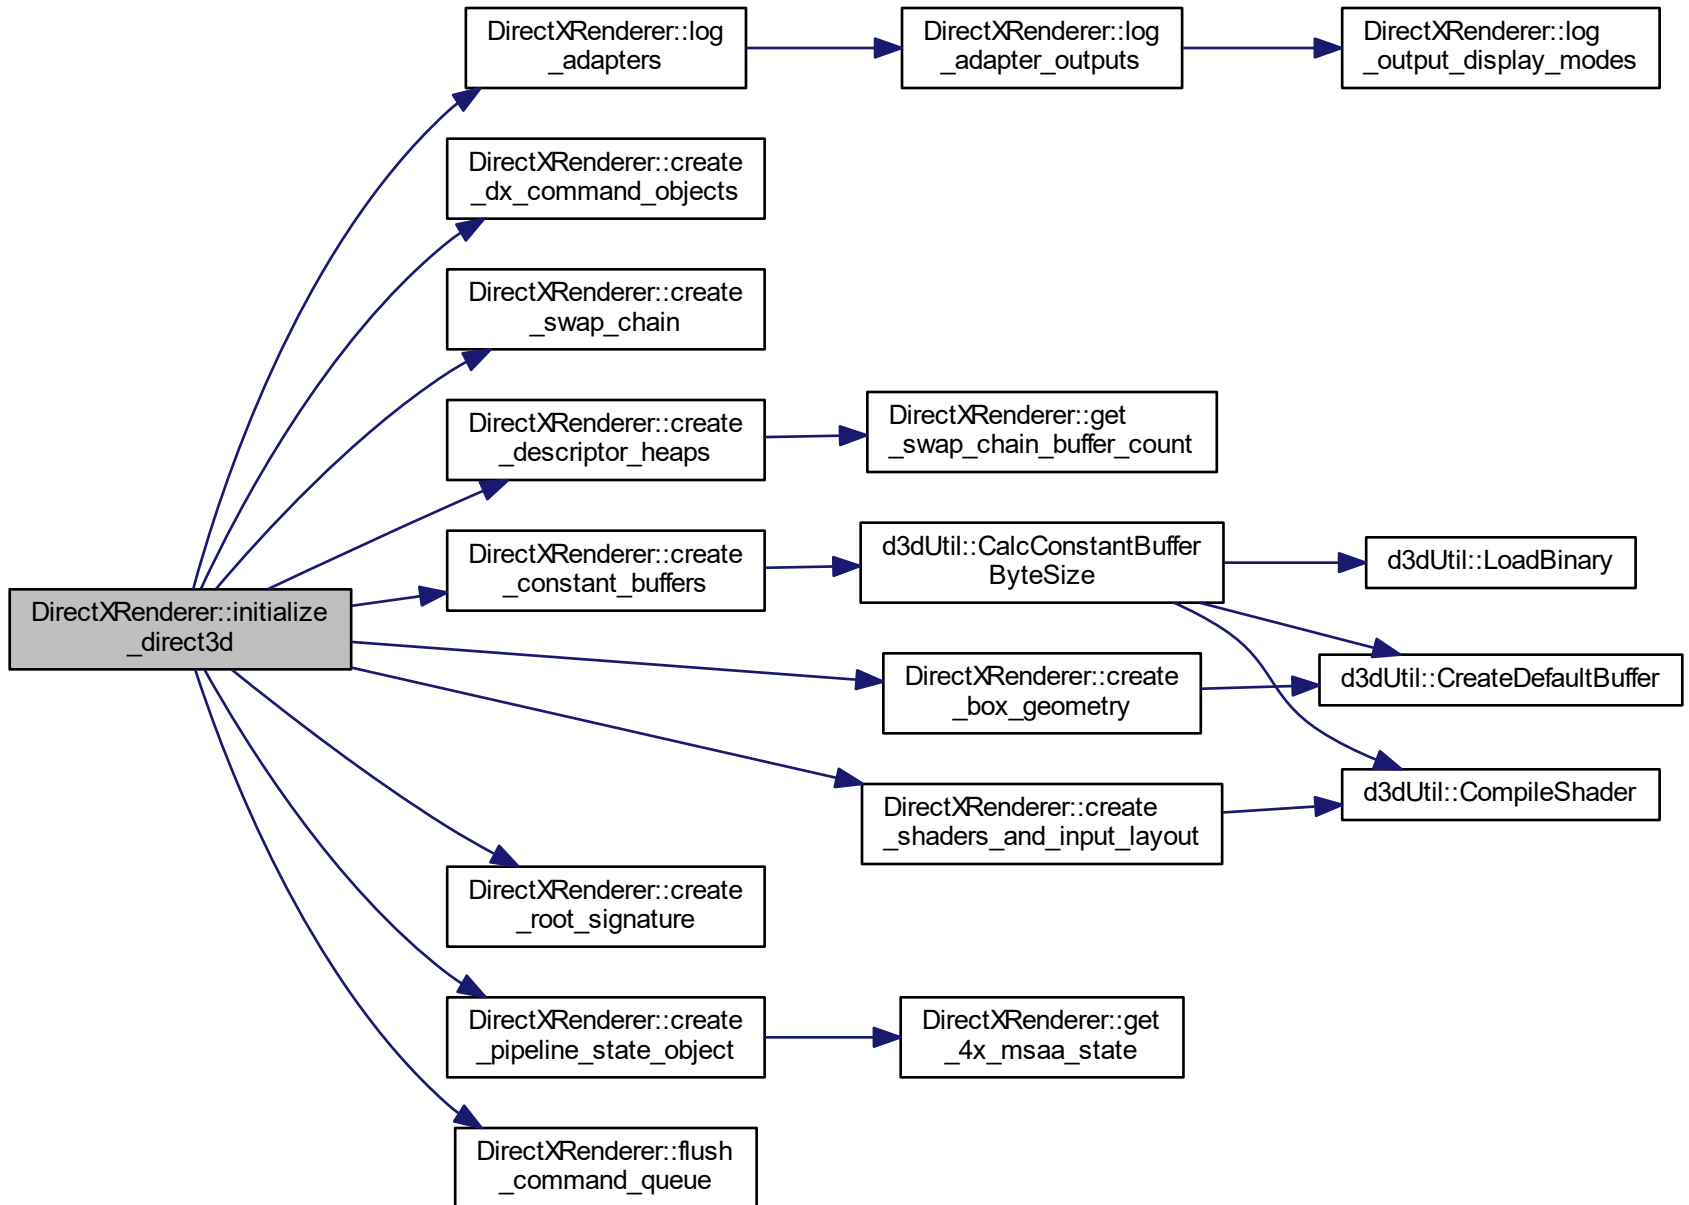 DirectXRenderer::log
_adapters
DirectXRenderer::log
_adapter_outputs
DirectXRenderer::log
_output_display_modes
DirectXRenderer::create
_dx_command_objects
DirectXRenderer::create
_swap_chain
DirectXRenderer::create
_descriptor_heaps
DirectXRenderer::get
_swap_chain_buffer_count
DirectXRenderer::create
_constant_buffers
d3dUtil::CalcConstantBuffer
ByteSize
d3dUtil::LoadBinary
DirectXRenderer::initialize
_direct3d
DirectXRenderer::create
_box_geometry
d3dUtil::CreateDefaultBuffer
DirectXRenderer::create
_shaders_and_input_layout
d3dUtil::CompileShader
DirectXRenderer::create
_root_signature
DirectXRenderer::create
_pipeline_state_object
DirectXRenderer::get
_4x_msaa_state
DirectXRenderer::flush
_command_queue